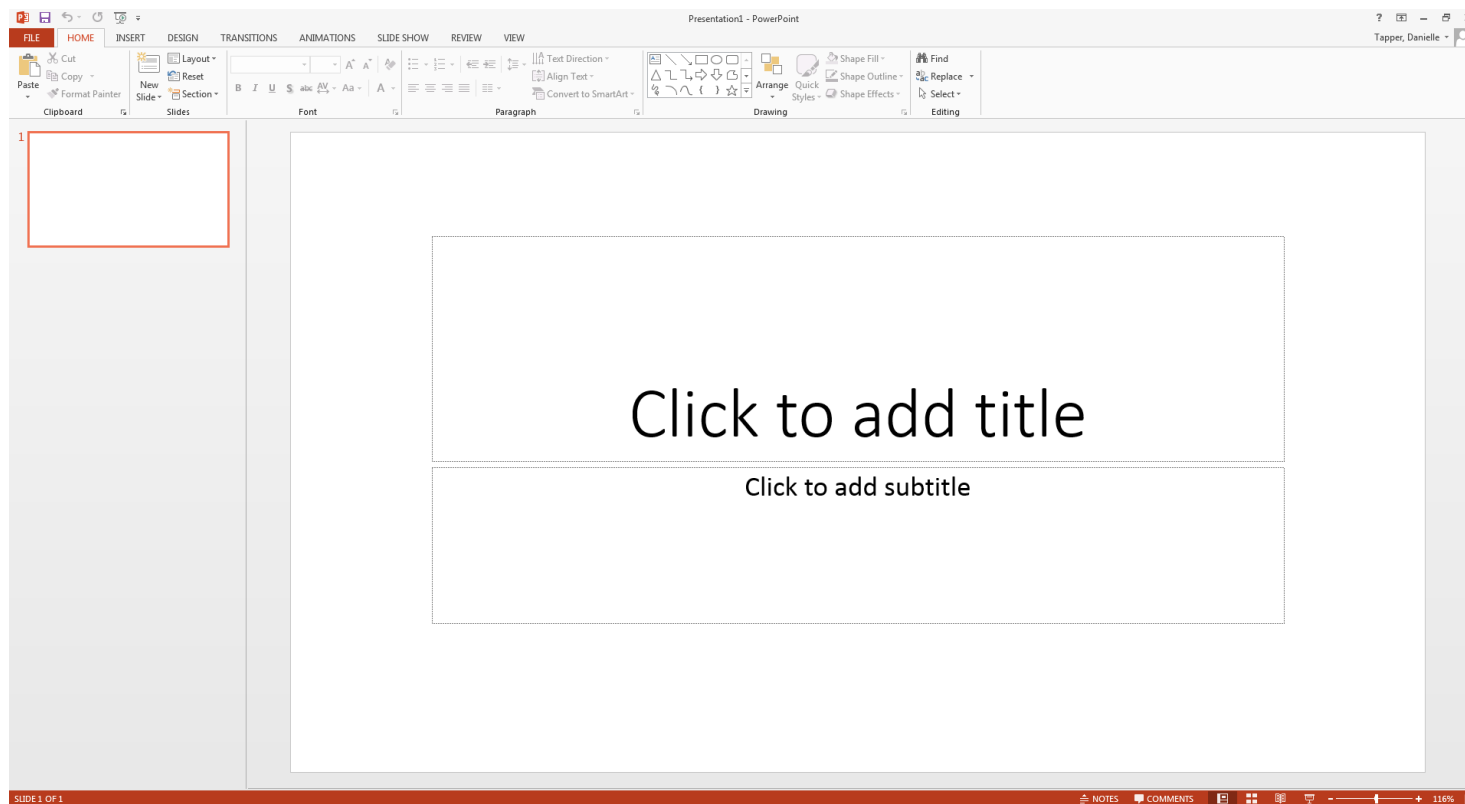 Presentation1 - PowerPoint
FILE HOME INSERT DESIGN TRANSITIONS ANIMATIONS SLIDE SHOW REVIEW VIEW
Tapper, Danielle
Paste
Cut
Copy
Format Painter
Clipboard
New
Slide
Layout
Reset
Section
Slides
B I U S abc AV Aa A
Font
Text Direction
Align Text
Convert to SmartArt
Paragraph
Arrange
Quick
Styles
Shape Fill
Shape Outline
Shape Effects
Drawing
Find
Replace
Select
Editing
1
Click to add title
Click to add subtitle
SLIDE 1 OF 1
NOTES COMMENTS 116%